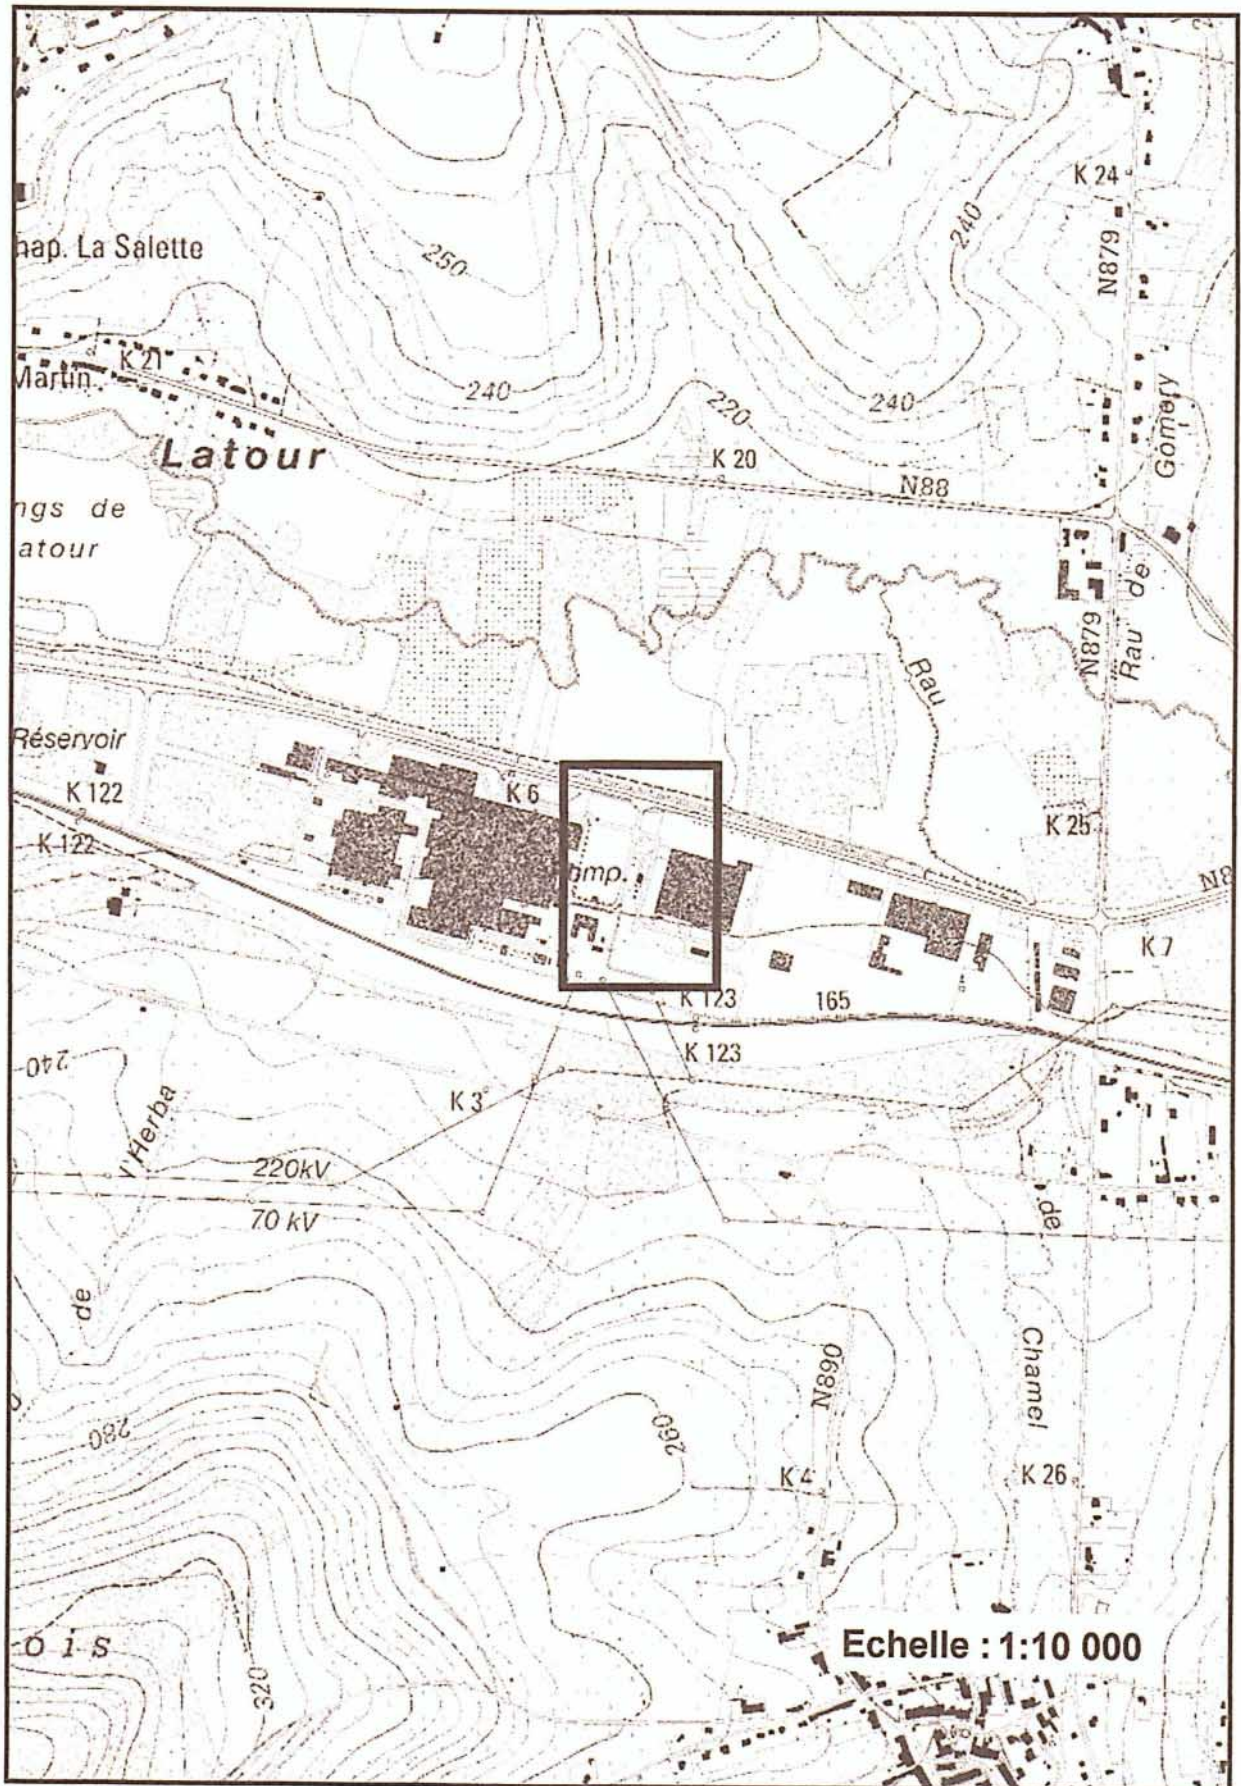 K 24
240
N879
hap. La Salette
250
K 21
Martin
240
220
240
Gomery
Latour
K 20
N88
ngs de
atour
Rau de
N879
Rau
Réservoir
K 122
K 6
K 25
K 122
mp.
N8
K 7
K 123
165
K 123
240
K 3
l'Herba
220kV
70 kV
de
de
Chamel
N890
280
260
K 4
K 26
o i s
320
Echelle : 1:10 000